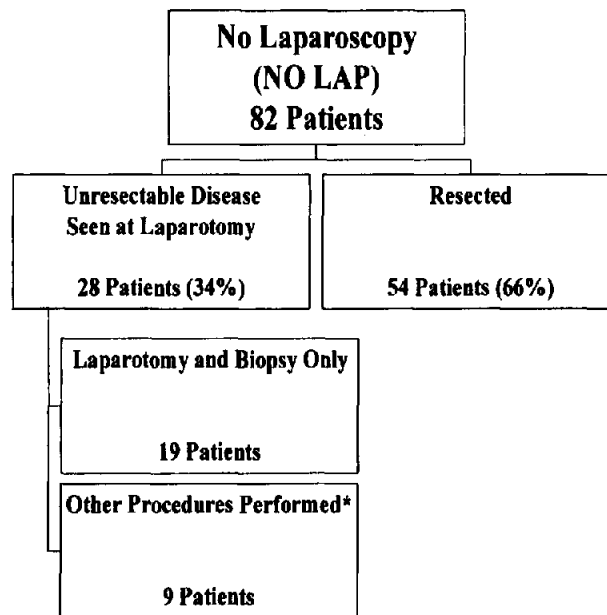 No Laparoscopy
(NO LAP)
82 Patients
Unresectable Disease
Seen at Laparotomy
28 Patients (34%)
Resected
54 Patients (66%)
Laparotomy and Biopsy Only
19 Patients
Other Procedures Performed*
9 Patients